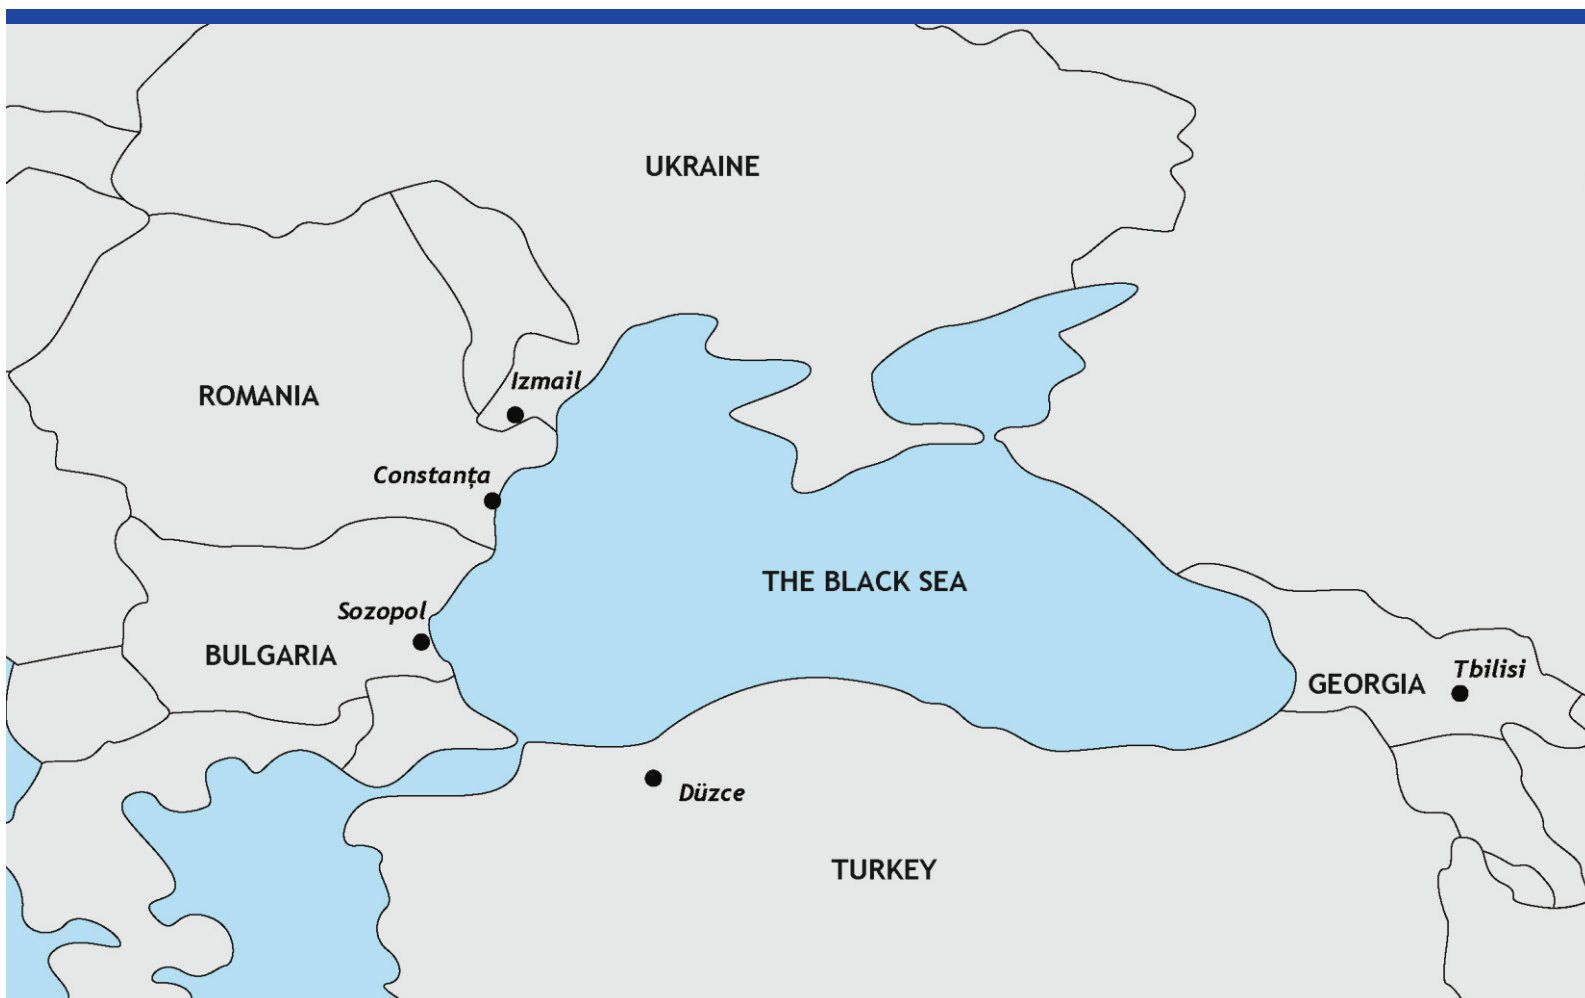 UKRAINE
Izmail
ROMANIA
Constanța
THE BLACK SEA
Sozopol
BULGARIA
Tbilisi
GEORGIA
Düzce
TURKEY